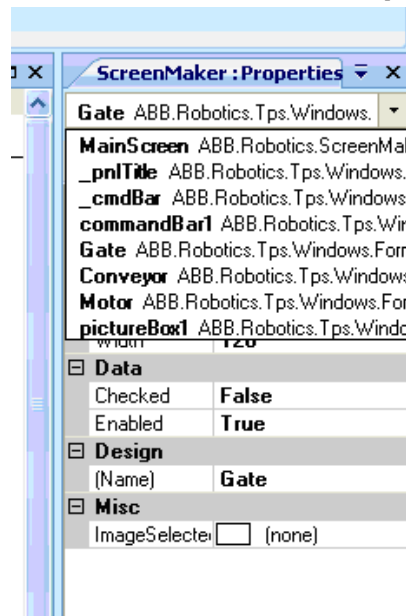 ScreenMaker : Properties
Gate ABB.Robotics.Tps.Windows.
MainScreen ABB.Robotics.ScreenMa
_pnlTitle ABB.Robotics.Tps.Windows.
_cmdBar ABB.Robotics.Tps.Windows
commandBar1 ABB.Robotics.Tps.Win
Gate ABB.Robotics.Tps.Windows.Form
Conveyor ABB.Robotics.Tps.Windows
Motor ABB.Robotics.Tps.Windows.For
pictureBox1 ABB.Robotics.Tps.Windo
Width 120
Data
Checked False
Enabled True
Design
(Name) Gate
Misc
ImageSelecte (none)